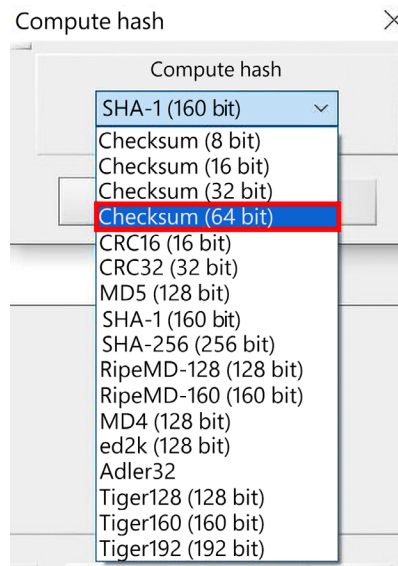 Compute hash
Compute hash
SHA-1 (160 bit)
Checksum (8 bit)
Checksum (16 bit)
Checksum (32 bit)
Checksum (64 bit)
CRC16 (16 bit)
CRC32 (32 bit)
MD5 (128 bit)
SHA-1 (160 bit)
SHA-256 (256 bit)
RipeMD-128 (128 bit)
RipeMD-160 (160 bit)
MD4 (128 bit)
ed2k (128 bit)
Adler32
Tiger128 (128 bit)
Tiger160 (160 bit)
Tiger192 (192 bit)